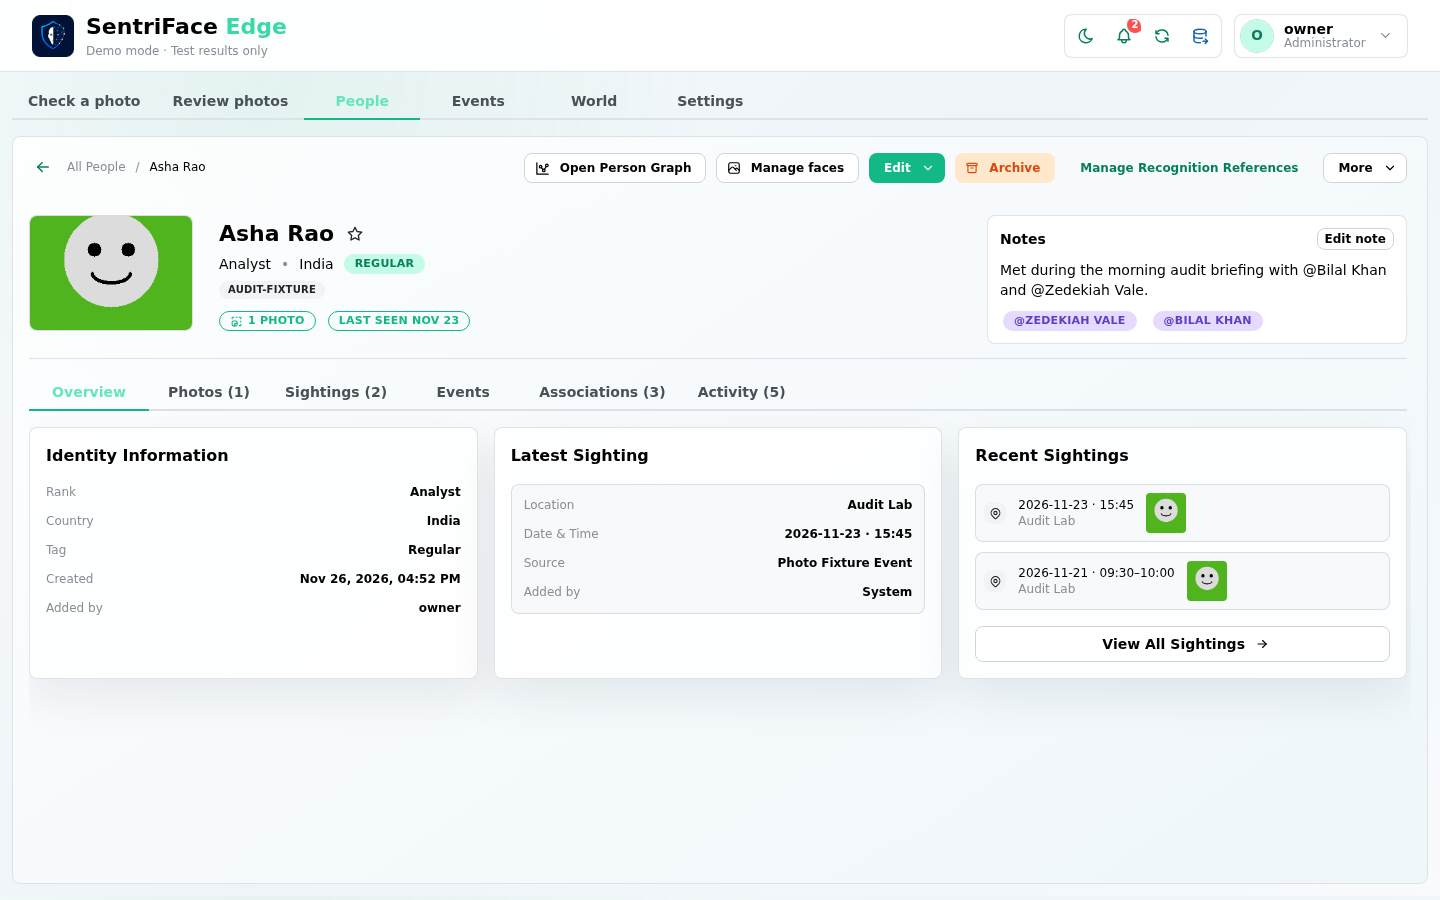 SentriFace Edge
Demo mode · Test results only
2
O
owner
Administrator
Check a photo
Review photos
People
Events
World
Settings
All People / Asha Rao
Open Person Graph
Manage faces
Edit
Archive
Manage Recognition References
More
Asha Rao
Analyst • India REGULAR
AUDIT-FIXTURE
1 PHOTO
LAST SEEN NOV 23
Notes
Edit note
Met during the morning audit briefing with @Bilal Khan
and @Zedekiah Vale.
@ZEDEKIAH VALE
@BILAL KHAN
Overview
Photos (1)
Sightings (2)
Events
Associations (3)
Activity (5)
Identity Information
Rank Analyst
Country India
Tag Regular
Created Nov 26, 2026, 04:52 PM
Added by owner
Latest Sighting
Location Audit Lab
Date & Time 2026-11-23 · 15:45
Source Photo Fixture Event
Added by System
Recent Sightings
2026-11-23 · 15:45
Audit Lab
2026-11-21 · 09:30–10:00
Audit Lab
View All Sightings